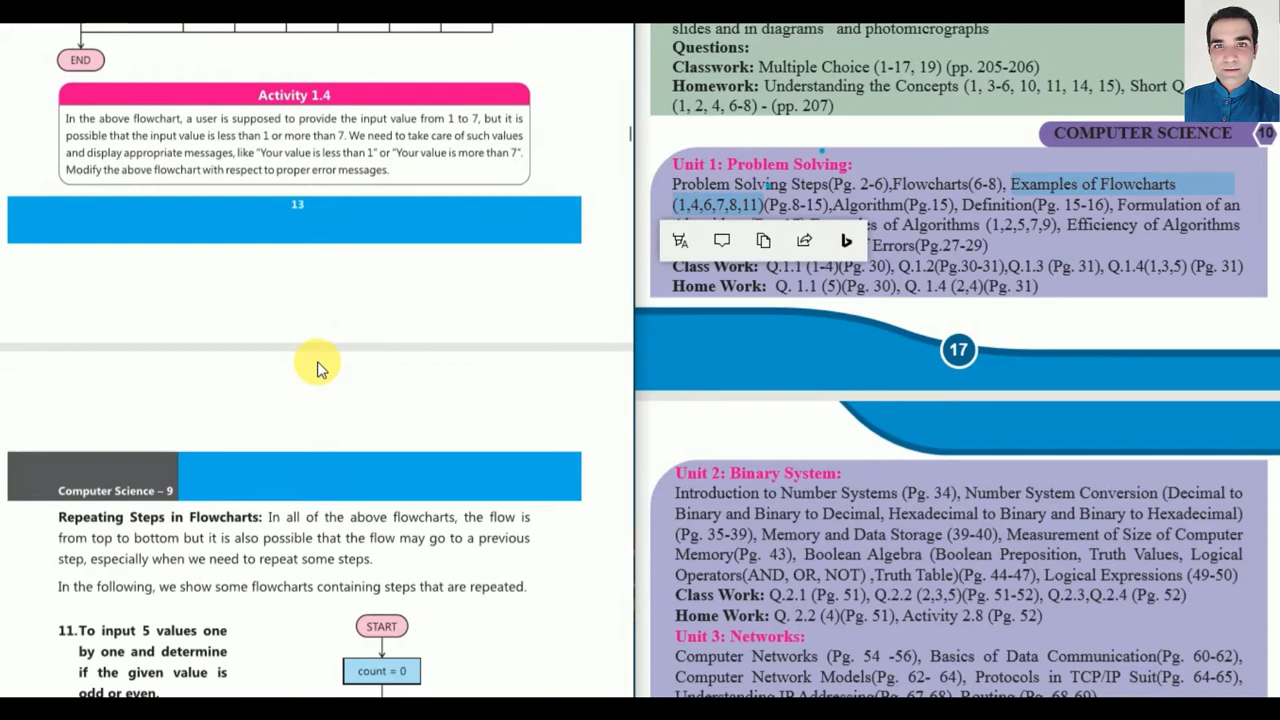 END
Activity 1.4
In the above flowchart, a user is supposed to provide the input value from 1 to 7, but it is
possible that the input value is less than 1 or more than 7. We need to take care of such values
and display appropriate messages, like "Your value is less than 1" or "Your value is more than 7".
Modify the above flowchart with respect to proper error messages.
13
Computer Science – 9
Repeating Steps in Flowcharts: In all of the above flowcharts, the flow is
from top to bottom but it is also possible that the flow may go to a previous
step, especially when we need to repeat some steps.
In the following, we show some flowcharts containing steps that are repeated.
11. To input 5 values one
by one and determine
if the given value is
odd or even.
START
count = 0
slides and in diagrams and photomicrographs
Questions:
Classwork: Multiple Choice (1-17, 19) (pp. 205-206)
Homework: Understanding the Concepts (1, 3-6, 10, 11, 14, 15), Short Q
(1, 2, 4, 6-8) - (pp. 207)
COMPUTER SCIENCE 10
Unit 1: Problem Solving:
Problem Solving Steps(Pg. 2-6),Flowcharts(6-8), Examples of Flowcharts
(1,4,6,7,8,11)(Pg.8-15),Algorithm(Pg.15), Definition(Pg. 15-16), Formulation of an
es of Algorithms (1,2,5,7,9), Efficiency of Algorithms
Errors(Pg.27-29)
Class Work: Q.1.1 (1-4)(Pg. 30), Q.1.2(Pg.30-31),Q.1.3 (Pg. 31), Q.1.4(1,3,5) (Pg. 31)
Home Work: Q. 1.1 (5)(Pg. 30), Q. 1.4 (2,4)(Pg. 31)
17
Unit 2: Binary System:
Introduction to Number Systems (Pg. 34), Number System Conversion (Decimal to
Binary and Binary to Decimal, Hexadecimal to Binary and Binary to Hexadecimal)
(Pg. 35-39), Memory and Data Storage (39-40), Measurement of Size of Computer
Memory(Pg. 43), Boolean Algebra (Boolean Preposition, Truth Values, Logical
Operators(AND, OR, NOT) ,Truth Table)(Pg. 44-47), Logical Expressions (49-50)
Class Work: Q.2.1 (Pg. 51), Q.2.2 (2,3,5)(Pg. 51-52), Q.2.3,Q.2.4 (Pg. 52)
Home Work: Q. 2.2 (4)(Pg. 51), Activity 2.8 (Pg. 52)
Unit 3: Networks:
Computer Networks (Pg. 54 -56), Basics of Data Communication(Pg. 60-62),
Computer Network Models(Pg. 62- 64), Protocols in TCP/IP Suit(Pg. 64-65),
Understanding IP Addressing(Pg. 67-68), Routing (Pg. 68-69)